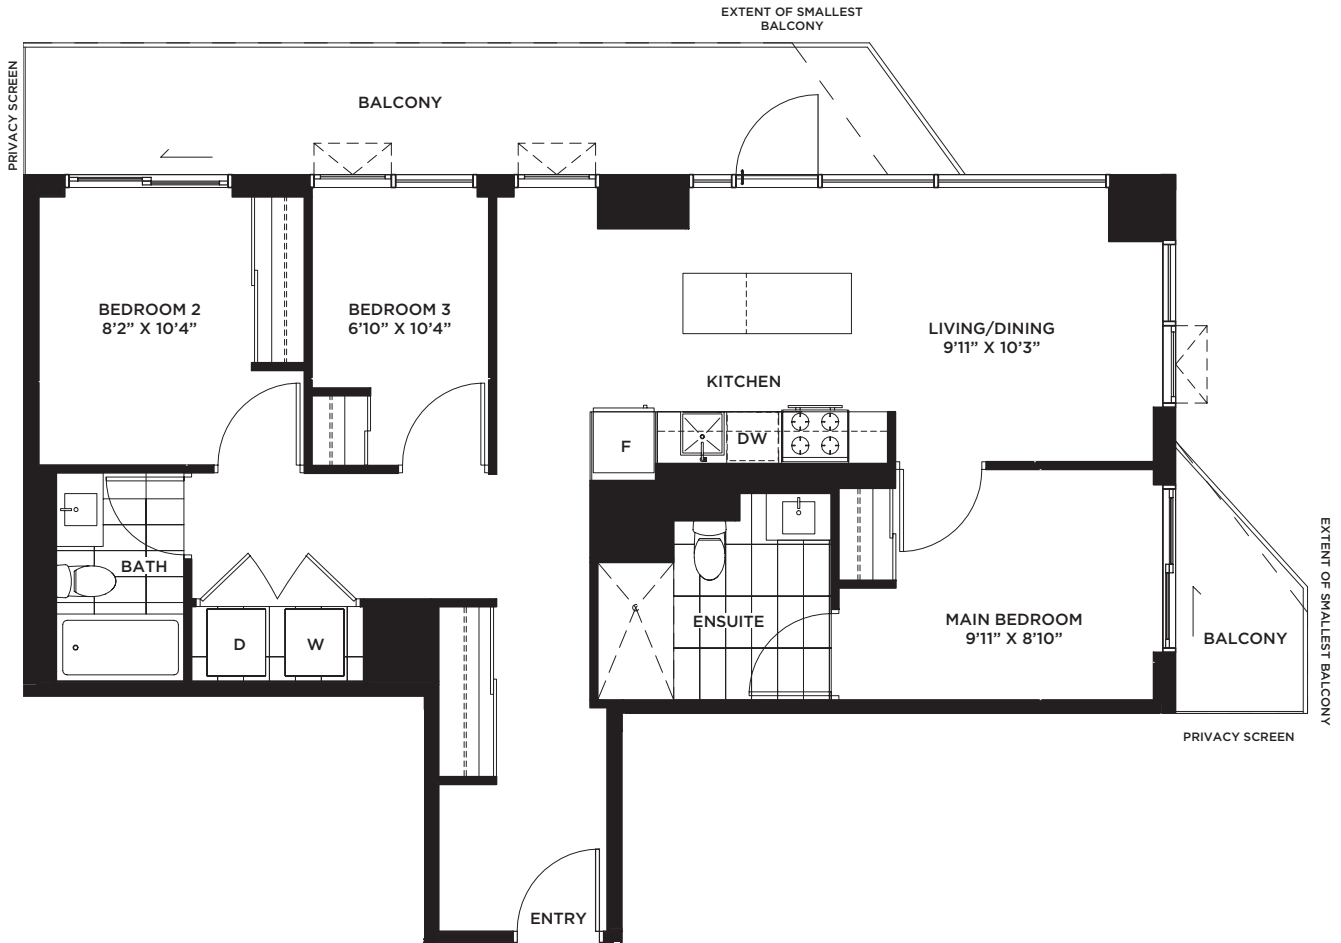 EXTENT OF SMALLEST
BALCONY
PRIVACY SCREEN
BALCONY
BEDROOM 2
8’2” X 10’4”
BEDROOM 3
6’10” X 10’4”
LIVING/DINING
9’11” X 10’3”
KITCHEN
F
DW
BATH
D
W
ENSUITE
MAIN BEDROOM
9’11” X 8’10”
BALCONY
EXTENT OF SMALLEST BALCONY
PRIVACY SCREEN
ENTRY